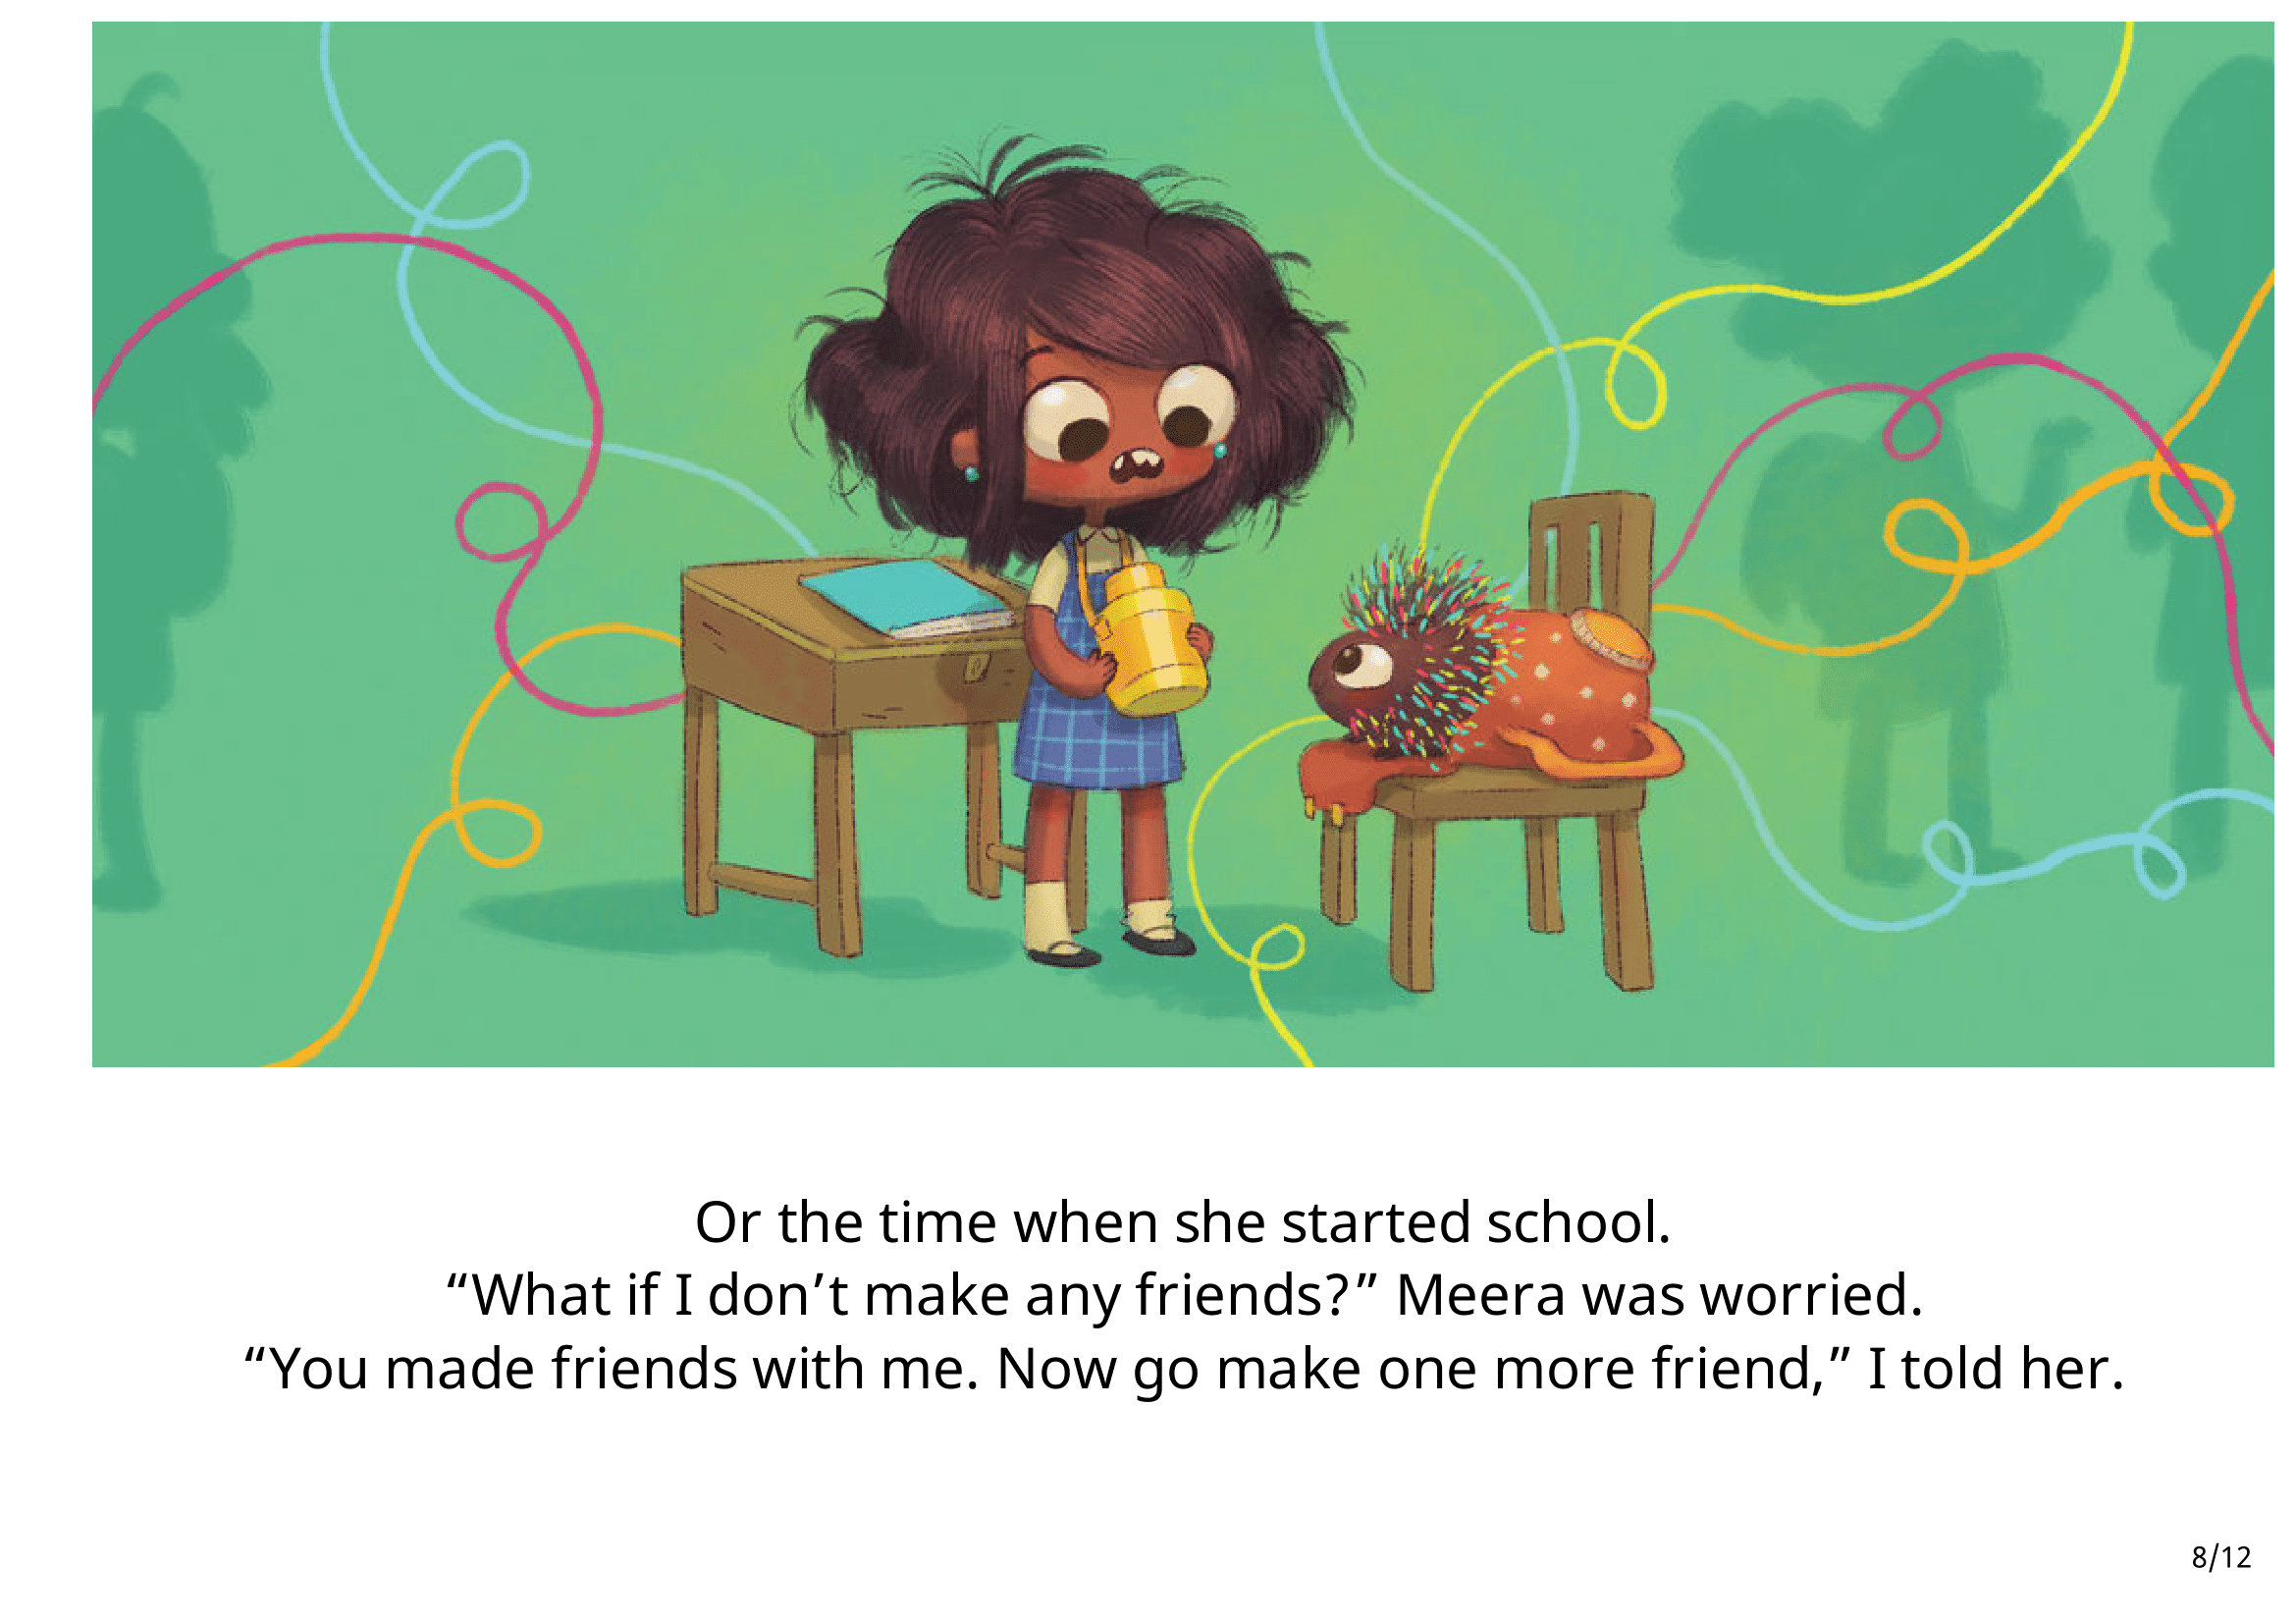 Or the time when she started school.
“What if I don’t make any friends?” Meera was worried.
“You made friends with me. Now go make one more friend,” I told her.
8/12